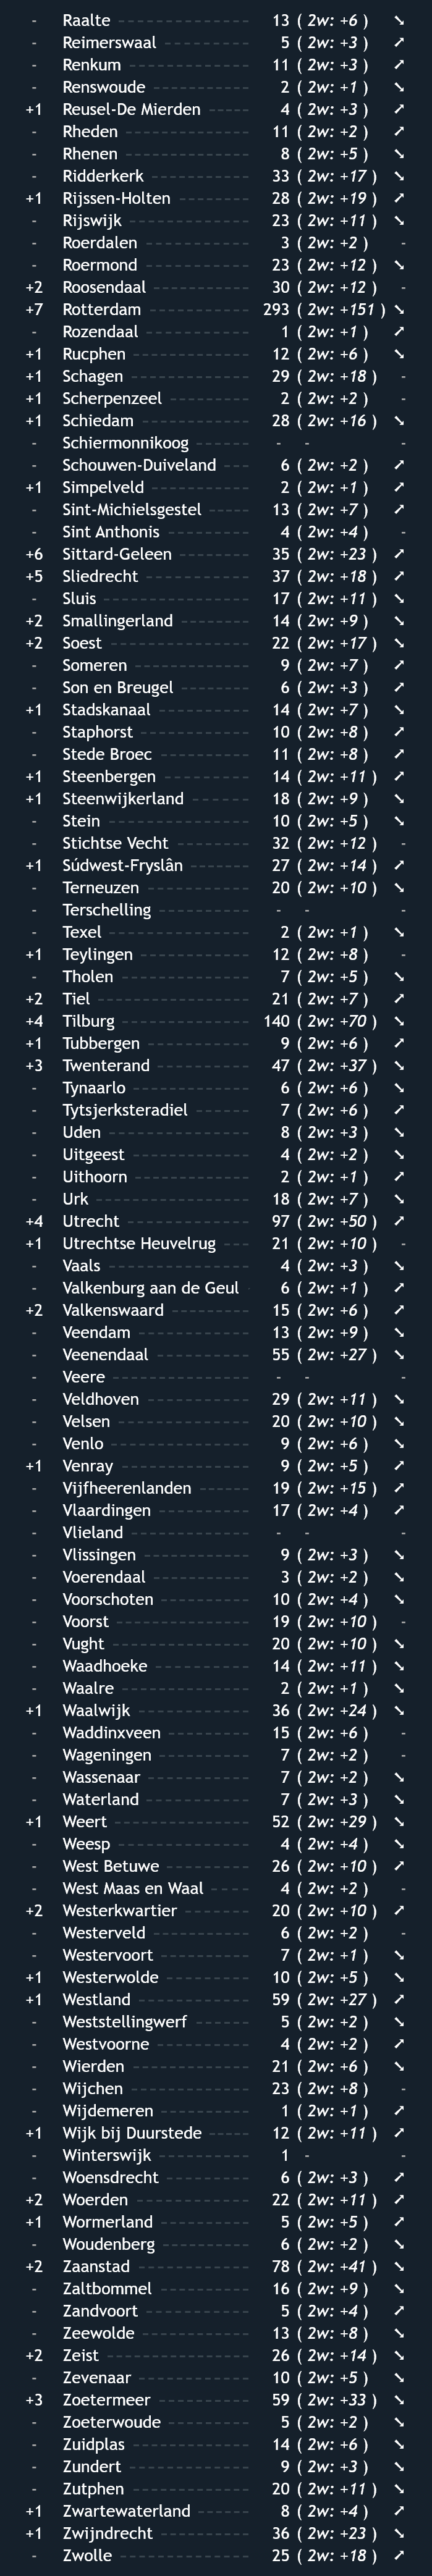 - Raalte 13 ( 2w: +6 ) ➘
- Reimerswaal 5 ( 2w: +3 ) ➚
- Renkum 11 ( 2w: +3 ) ➚
- Renswoude 2 ( 2w: +1 ) ➘
+1 Reusel-De Mierden 4 ( 2w: +3 ) ➚
- Rheden 11 ( 2w: +2 ) ➚
- Rhenen 8 ( 2w: +5 ) ➘
- Ridderkerk 33 ( 2w: +17 ) ➘
+1 Rijssen-Holten 28 ( 2w: +19 ) ➚
- Rijswijk 23 ( 2w: +11 ) ➘
- Roerdalen 3 ( 2w: +2 ) -
- Roermond 23 ( 2w: +12 ) ➘
+2 Roosendaal 30 ( 2w: +12 ) -
+7 Rotterdam 293 ( 2w: +151 ) ➘
- Rozendaal 1 ( 2w: +1 ) ➚
+1 Rucphen 12 ( 2w: +6 ) ➘
+1 Schagen 29 ( 2w: +18 ) -
+1 Scherpenzeel 2 ( 2w: +2 ) -
+1 Schiedam 28 ( 2w: +16 ) ➘
- Schiermonnikoog - - -
- Schouwen-Duiveland 6 ( 2w: +2 ) ➚
+1 Simpelveld 2 ( 2w: +1 ) ➚
- Sint-Michielsgestel 13 ( 2w: +7 ) ➚
- Sint Anthonis 4 ( 2w: +4 ) -
+6 Sittard-Geleen 35 ( 2w: +23 ) ➚
+5 Sliedrecht 37 ( 2w: +18 ) ➚
- Sluis 17 ( 2w: +11 ) ➘
+2 Smallingerland 14 ( 2w: +9 ) ➘
+2 Soest 22 ( 2w: +17 ) ➘
- Someren 9 ( 2w: +7 ) ➚
- Son en Breugel 6 ( 2w: +3 ) ➚
+1 Stadskanaal 14 ( 2w: +7 ) ➘
- Staphorst 10 ( 2w: +8 ) ➚
- Stede Broec 11 ( 2w: +8 ) ➚
+1 Steenbergen 14 ( 2w: +11 ) ➚
+1 Steenwijkerland 18 ( 2w: +9 ) ➘
- Stein 10 ( 2w: +5 ) ➘
- Stichtse Vecht 32 ( 2w: +12 ) -
+1 Súdwest-Fryslân 27 ( 2w: +14 ) ➚
- Terneuzen 20 ( 2w: +10 ) ➘
- Terschelling - - -
- Texel 2 ( 2w: +1 ) ➘
+1 Teylingen 12 ( 2w: +8 ) -
- Tholen 7 ( 2w: +5 ) ➘
+2 Tiel 21 ( 2w: +7 ) ➚
+4 Tilburg 140 ( 2w: +70 ) ➘
+1 Tubbergen 9 ( 2w: +6 ) ➚
+3 Twenterand 47 ( 2w: +37 ) ➘
- Tynaarlo 6 ( 2w: +6 ) ➘
- Tytsjerksteradiel 7 ( 2w: +6 ) ➚
- Uden 8 ( 2w: +3 ) ➘
- Uitgeest 4 ( 2w: +2 ) ➘
- Uithoorn 2 ( 2w: +1 ) ➚
- Urk 18 ( 2w: +7 ) ➘
+4 Utrecht 97 ( 2w: +50 ) ➚
+1 Utrechtse Heuvelrug 21 ( 2w: +10 ) -
- Vaals 4 ( 2w: +3 ) ➘
- Valkenburg aan de Geul 6 ( 2w: +1 ) ➚
+2 Valkenswaard 15 ( 2w: +6 ) ➚
- Veendam 13 ( 2w: +9 ) ➘
- Veenendaal 55 ( 2w: +27 ) ➘
- Veere - - -
- Veldhoven 29 ( 2w: +11 ) ➘
- Velsen 20 ( 2w: +10 ) ➘
- Venlo 9 ( 2w: +6 ) ➘
+1 Venray 9 ( 2w: +5 ) ➚
- Vijfheerenlanden 19 ( 2w: +15 ) ➚
- Vlaardingen 17 ( 2w: +4 ) ➚
- Vlieland - - -
- Vlissingen 9 ( 2w: +3 ) ➘
- Voerendaal 3 ( 2w: +2 ) ➘
- Voorschoten 10 ( 2w: +4 ) ➘
- Voorst 19 ( 2w: +10 ) -
- Vught 20 ( 2w: +10 ) ➘
- Waadhoeke 14 ( 2w: +11 ) ➘
- Waalre 2 ( 2w: +1 ) ➘
+1 Waalwijk 36 ( 2w: +24 ) ➘
- Waddinxveen 15 ( 2w: +6 ) -
- Wageningen 7 ( 2w: +2 ) -
- Wassenaar 7 ( 2w: +2 ) ➘
- Waterland 7 ( 2w: +3 ) ➘
+1 Weert 52 ( 2w: +29 ) ➘
- Weesp 4 ( 2w: +4 ) ➘
- West Betuwe 26 ( 2w: +10 ) ➚
- West Maas en Waal 4 ( 2w: +2 ) -
+2 Westerkwartier 20 ( 2w: +10 ) ➚
- Westerveld 6 ( 2w: +2 ) -
- Westervoort 7 ( 2w: +1 ) ➘
+1 Westerwolde 10 ( 2w: +5 ) ➘
+1 Westland 59 ( 2w: +27 ) ➚
- Weststellingwerf 5 ( 2w: +2 ) ➘
- Westvoorne 4 ( 2w: +2 ) ➚
- Wierden 21 ( 2w: +6 ) ➘
- Wijchen 23 ( 2w: +8 ) -
- Wijdemeren 1 ( 2w: +1 ) ➚
+1 Wijk bij Duurstede 12 ( 2w: +11 ) ➚
- Winterswijk 1 - -
- Woensdrecht 6 ( 2w: +3 ) ➚
+2 Woerden 22 ( 2w: +11 ) ➚
+1 Wormerland 5 ( 2w: +5 ) ➚
- Woudenberg 6 ( 2w: +2 ) ➘
+2 Zaanstad 78 ( 2w: +41 ) ➘
- Zaltbommel 16 ( 2w: +9 ) ➘
- Zandvoort 5 ( 2w: +4 ) ➚
- Zeewolde 13 ( 2w: +8 ) ➘
+2 Zeist 26 ( 2w: +14 ) ➘
- Zevenaar 10 ( 2w: +5 ) ➘
+3 Zoetermeer 59 ( 2w: +33 ) ➘
- Zoeterwoude 5 ( 2w: +2 ) ➘
- Zuidplas 14 ( 2w: +6 ) ➘
- Zundert 9 ( 2w: +3 ) ➘
- Zutphen 20 ( 2w: +11 ) ➘
+1 Zwartewaterland 8 ( 2w: +4 ) ➚
+1 Zwijndrecht 36 ( 2w: +23 ) ➘
- Zwolle 25 ( 2w: +18 ) ➚